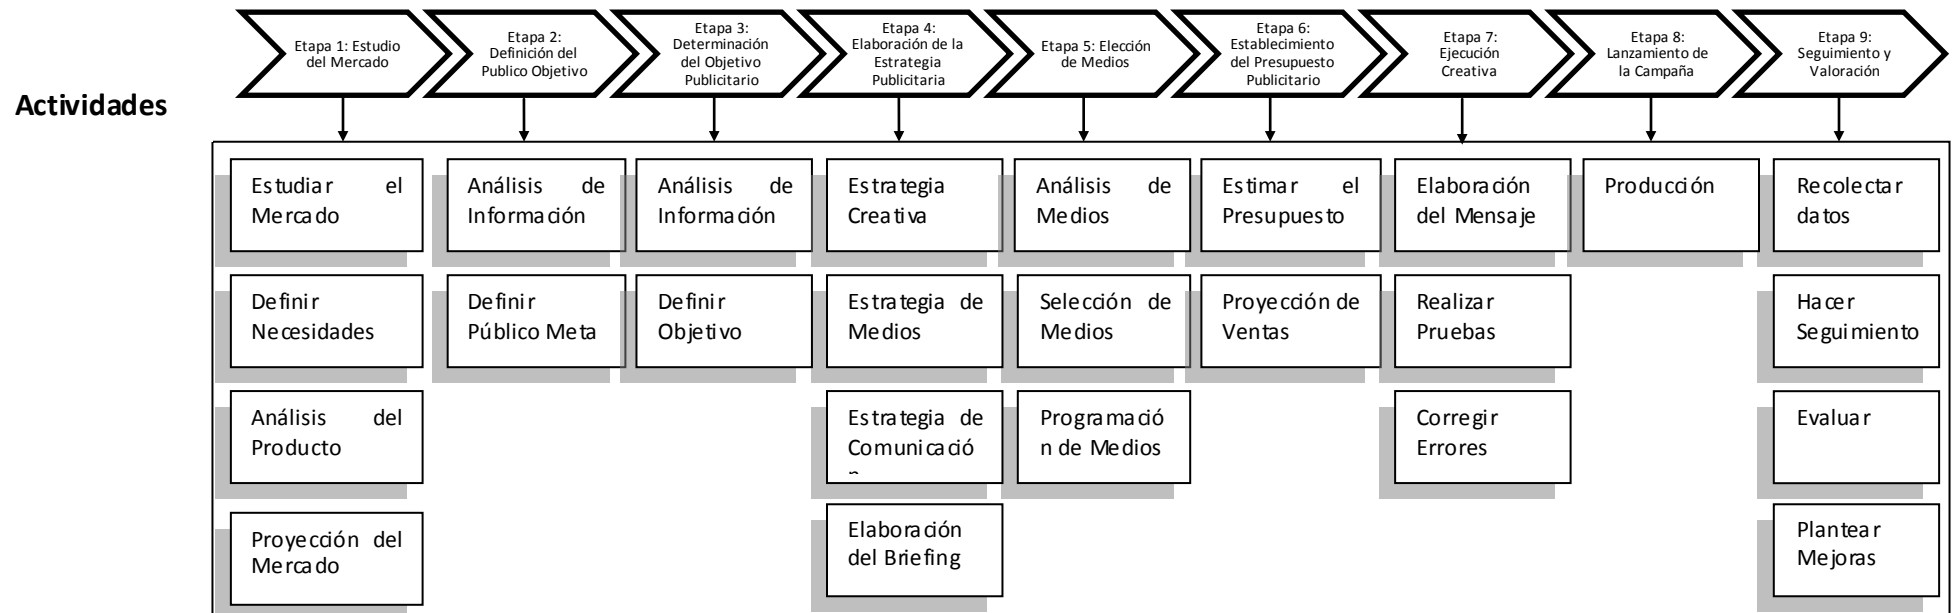 Etapa 1: Estudio
del Mercado
Etapa 2:
Definición del
Publico Objetivo
Etapa 3:
Determinación
del Objetivo
Publicitario
Etapa 4:
Elaboración de la
Estrategia
Publicitaria
Etapa 5: Elección
de Medios
Etapa 6:
Establecimiento
del Presupuesto
Publicitario
Etapa 7:
Ejecución
Creativa
Etapa 8:
Lanzamiento de
la Campaña
Etapa 9:
Seguimiento y
Valoración
Actividades
Estudiar el
Mercado
Análisis de
Información
Análisis de
Información
Estrategia
Creativa
Análisis de
Medios
Estimar el
Presupuesto
Elaboración
del Mensaje
Producción
Recolectar
datos
Definir
Necesidades
Definir
Público Meta
Definir
Objetivo
Estrategia de
Medios
Selección de
Medios
Proyección de
Ventas
Realizar
Pruebas
Hacer
Seguimiento
Análisis del
Producto
Estrategia de
Comunicació
n
Programació
n de Medios
Corregir
Errores
Evaluar
Proyección del
Mercado
Elaboración
del Briefing
Plantear
Mejoras